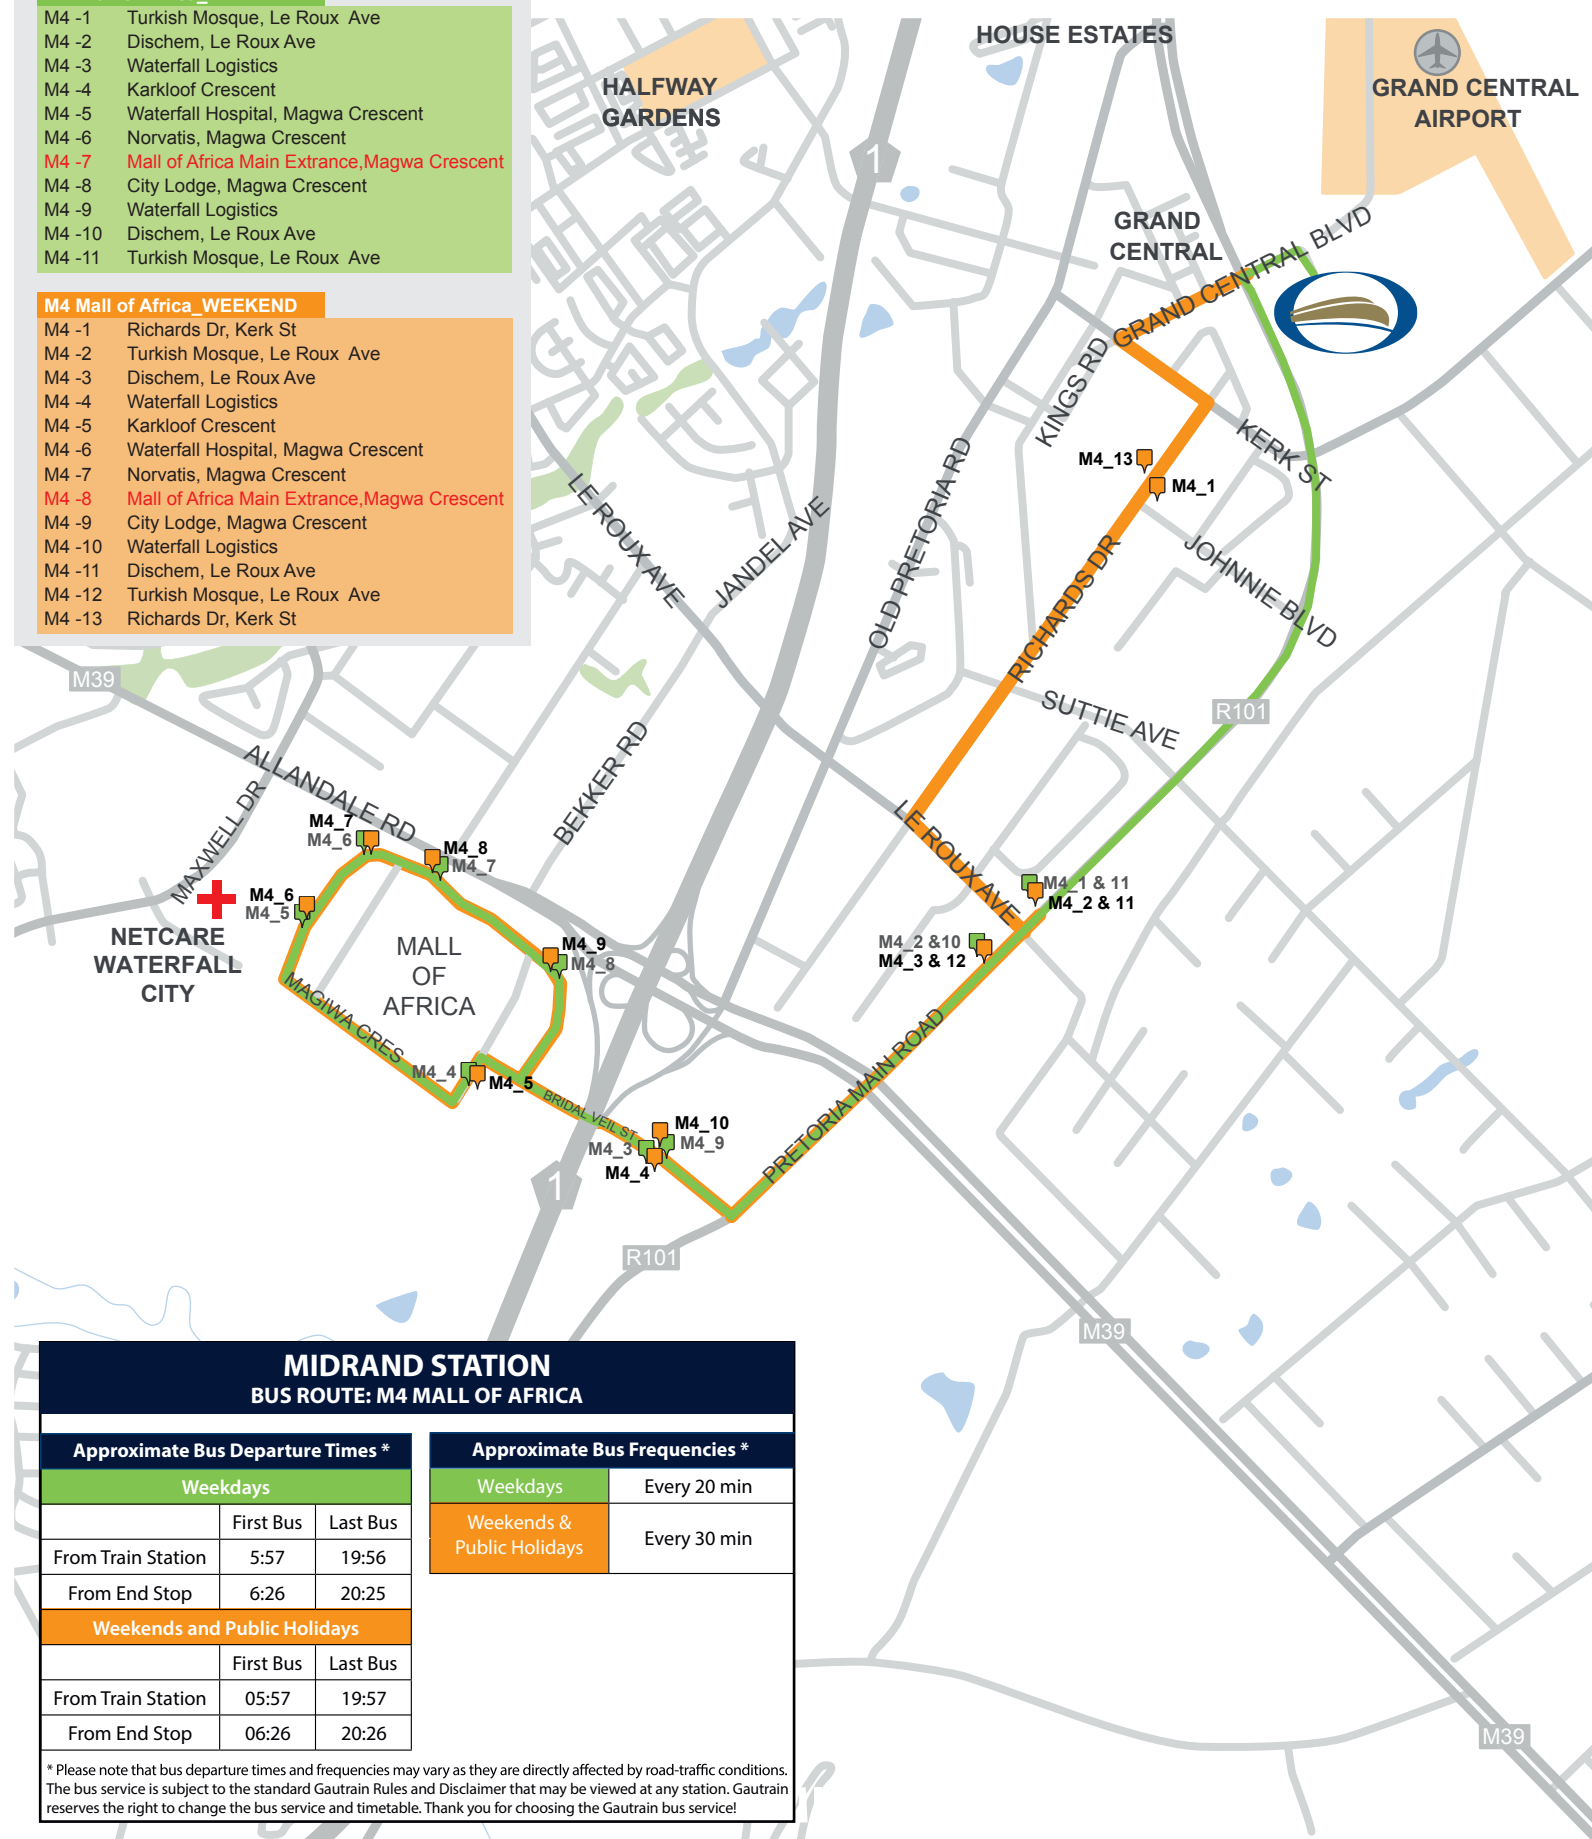 M4 -1 Turkish Mosque, Le Roux Ave
M4 -2 Dischem, Le Roux Ave
M4 -3 Waterfall Logistics
M4 -4 Karkloof Crescent
M4 -5 Waterfall Hospital, Magwa Crescent
M4 -6 Norvatis, Magwa Crescent
M4 -7 Mall of Africa Main Extrance,Magwa Crescent
M4 -8 City Lodge, Magwa Crescent
M4 -9 Waterfall Logistics
M4 -10 Dischem, Le Roux Ave
M4 -11 Turkish Mosque, Le Roux Ave
M4 Mall of Africa_WEEKEND
M4 -1 Richards Dr, Kerk St
M4 -2 Turkish Mosque, Le Roux Ave
M4 -3 Dischem, Le Roux Ave
M4 -4 Waterfall Logistics
M4 -5 Karkloof Crescent
M4 -6 Waterfall Hospital, Magwa Crescent
M4 -7 Norvatis, Magwa Crescent
M4 -8 Mall of Africa Main Extrance,Magwa Crescent
M4 -9 City Lodge, Magwa Crescent
M4 -10 Waterfall Logistics
M4 -11 Dischem, Le Roux Ave
M4 -12 Turkish Mosque, Le Roux Ave
M4 -13 Richards Dr, Kerk St
HOUSE ESTATES
HALFWAY
GARDENS
GRAND CENTRAL
AIRPORT
1
GRAND
CENTRAL
GRAND CENTRAL BLVD
KINGS RD
KERK ST
M4_13
M4_1
LE ROUX AVE
JANDEL AVE
OLD PRETORIA RD
RICHARDS DR
JOHNNIE BLVD
SUTTIE AVE
R101
M39
ALLANDALE RD
MAXWELL DR
BEKKER RD
LE ROUX AVE
M4_7
M4_6
M4_8
M4_7
M4_6
M4_5
M4_1 & 11
M4_2 & 11
M4_2 &10
M4_3 & 12
NETCARE
WATERFALL
CITY
MALL
OF
AFRICA
M4_9
M4_8
MAGIWA CRES
M4_4
M4_5
BRIDAL VEIL ST
M4_10
M4_9
M4_3
M4_4
PRETORIA MAIN ROAD
1
R101
M39
M39
MIDRAND STATION
BUS ROUTE: M4 MALL OF AFRICA
Approximate Bus Departure Times *
Weekdays
First Bus Last Bus
From Train Station 5:57 19:56
From End Stop 6:26 20:25
Weekends and Public Holidays
First Bus Last Bus
From Train Station 05:57 19:57
From End Stop 06:26 20:26
Approximate Bus Frequencies *
Weekdays Every 20 min
Weekends &
Public Holidays
Every 30 min
* Please note that bus departure times and frequencies may vary as they are directly affected by road-traffic conditions.
The bus service is subject to the standard Gautrain Rules and Disclaimer that may be viewed at any station. Gautrain
reserves the right to change the bus service and timetable. Thank you for choosing the Gautrain bus service!